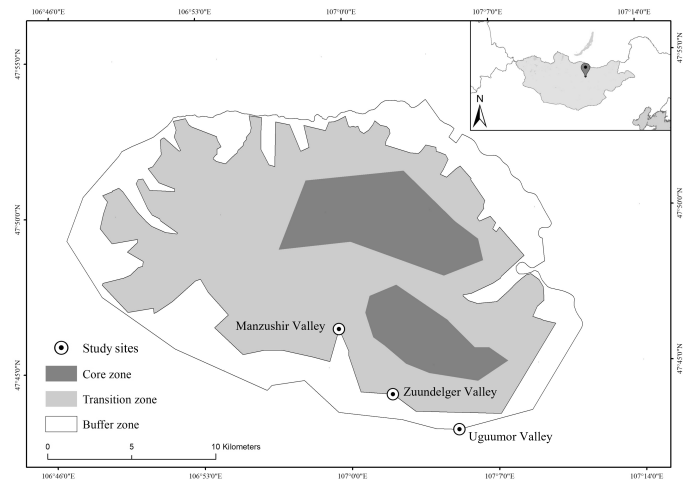 106°46'0"E 106°53'0"E 107°0'0"E 107°7'0"E 107°14'0"E
47°55'0"N
47°55'0"N
N
47°50'0"N
47°50'0"N
Manzushir Valley
Study sites
Core zone
47°45'0"N
47°45'0"N
Zuundelger Valley
Transition zone
Buffer zone
Uguumor Valley
0 5 10 Kilometers
106°46'0"E 106°53'0"E 107°0'0"E 107°7'0"E 107°14'0"E